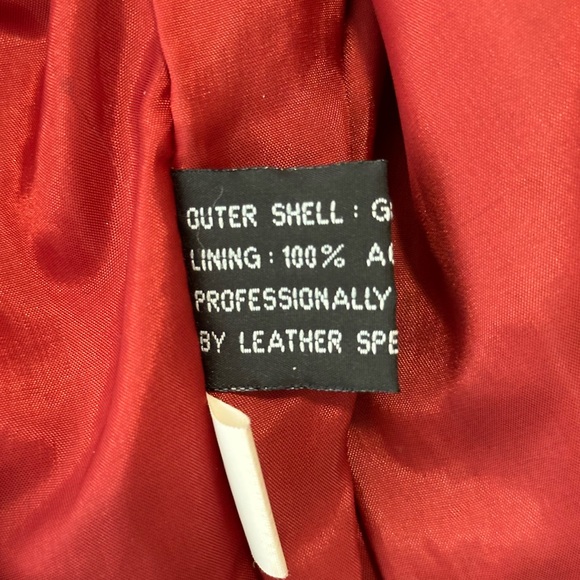 OUTER SHELL : G
LINING : 100% A
PROFESSIONALLY
BY LEATHER SPE